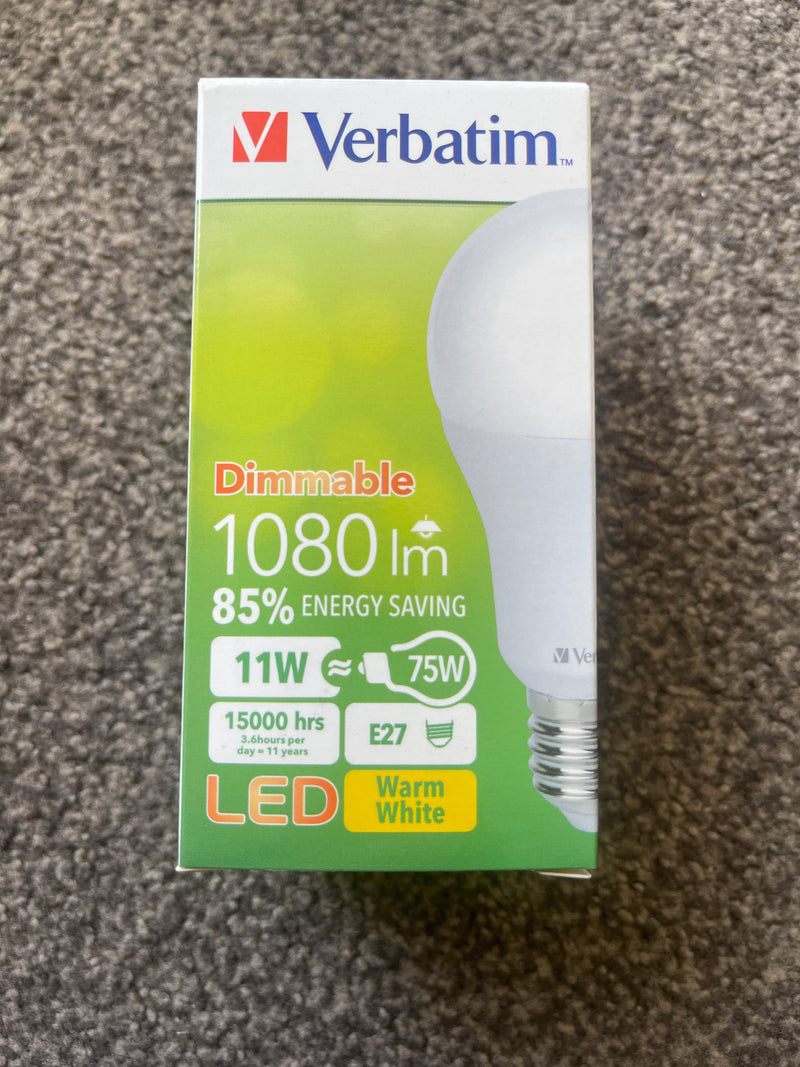 Verbatim™
Dimmable
1080 lm
85% ENERGY SAVING
11W ≈ 75W
15000 hrs
3.6hours per
day = 11 years
E27
LED
Warm
White
Ver